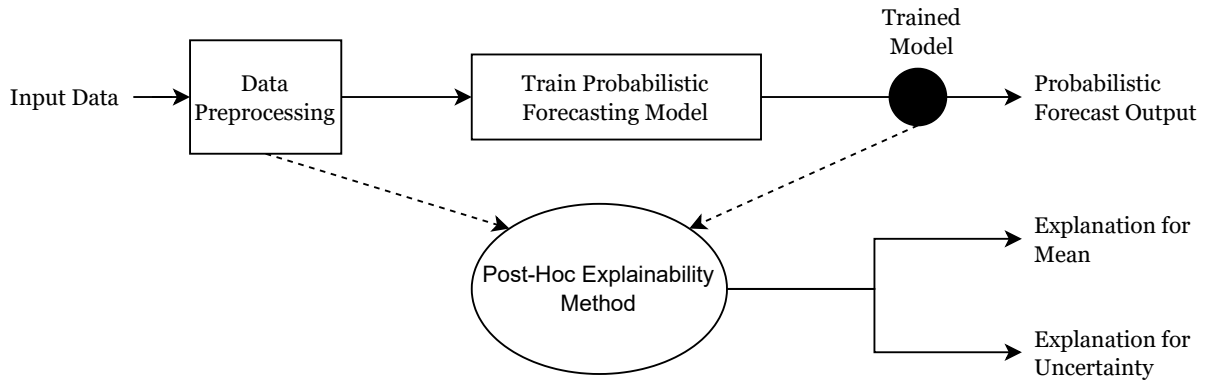 Input Data
Data
Preprocessing
Train Probabilistic
Forecasting Model
Trained
Model
Probabilistic
Forecast Output
Post-Hoc Explainability
Method
Explanation for
Mean
Explanation for
Uncertainty